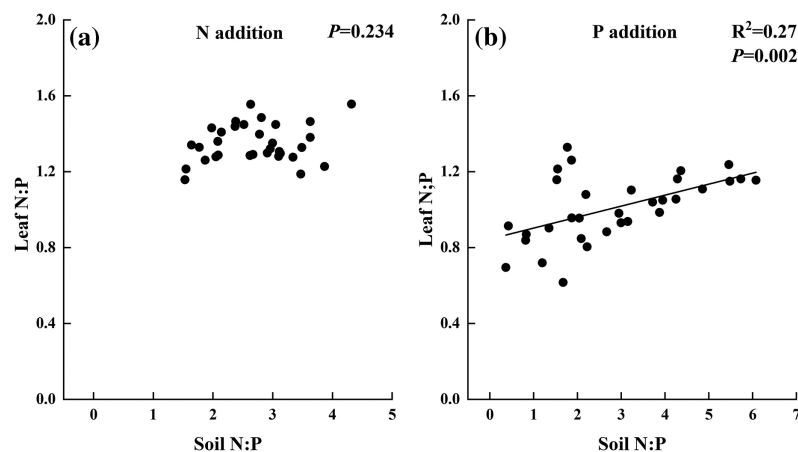 (a) N addition P=0.234
2.0
1.6
1.2
0.8
0.4
0.0
Leaf N:P
0 1 2 3 4 5
Soil N:P
(b) P addition R²=0.27
P=0.002
2.0
1.6
1.2
0.8
0.4
0.0
Leaf N;P
0 1 2 3 4 5 6 7
Soil N:P